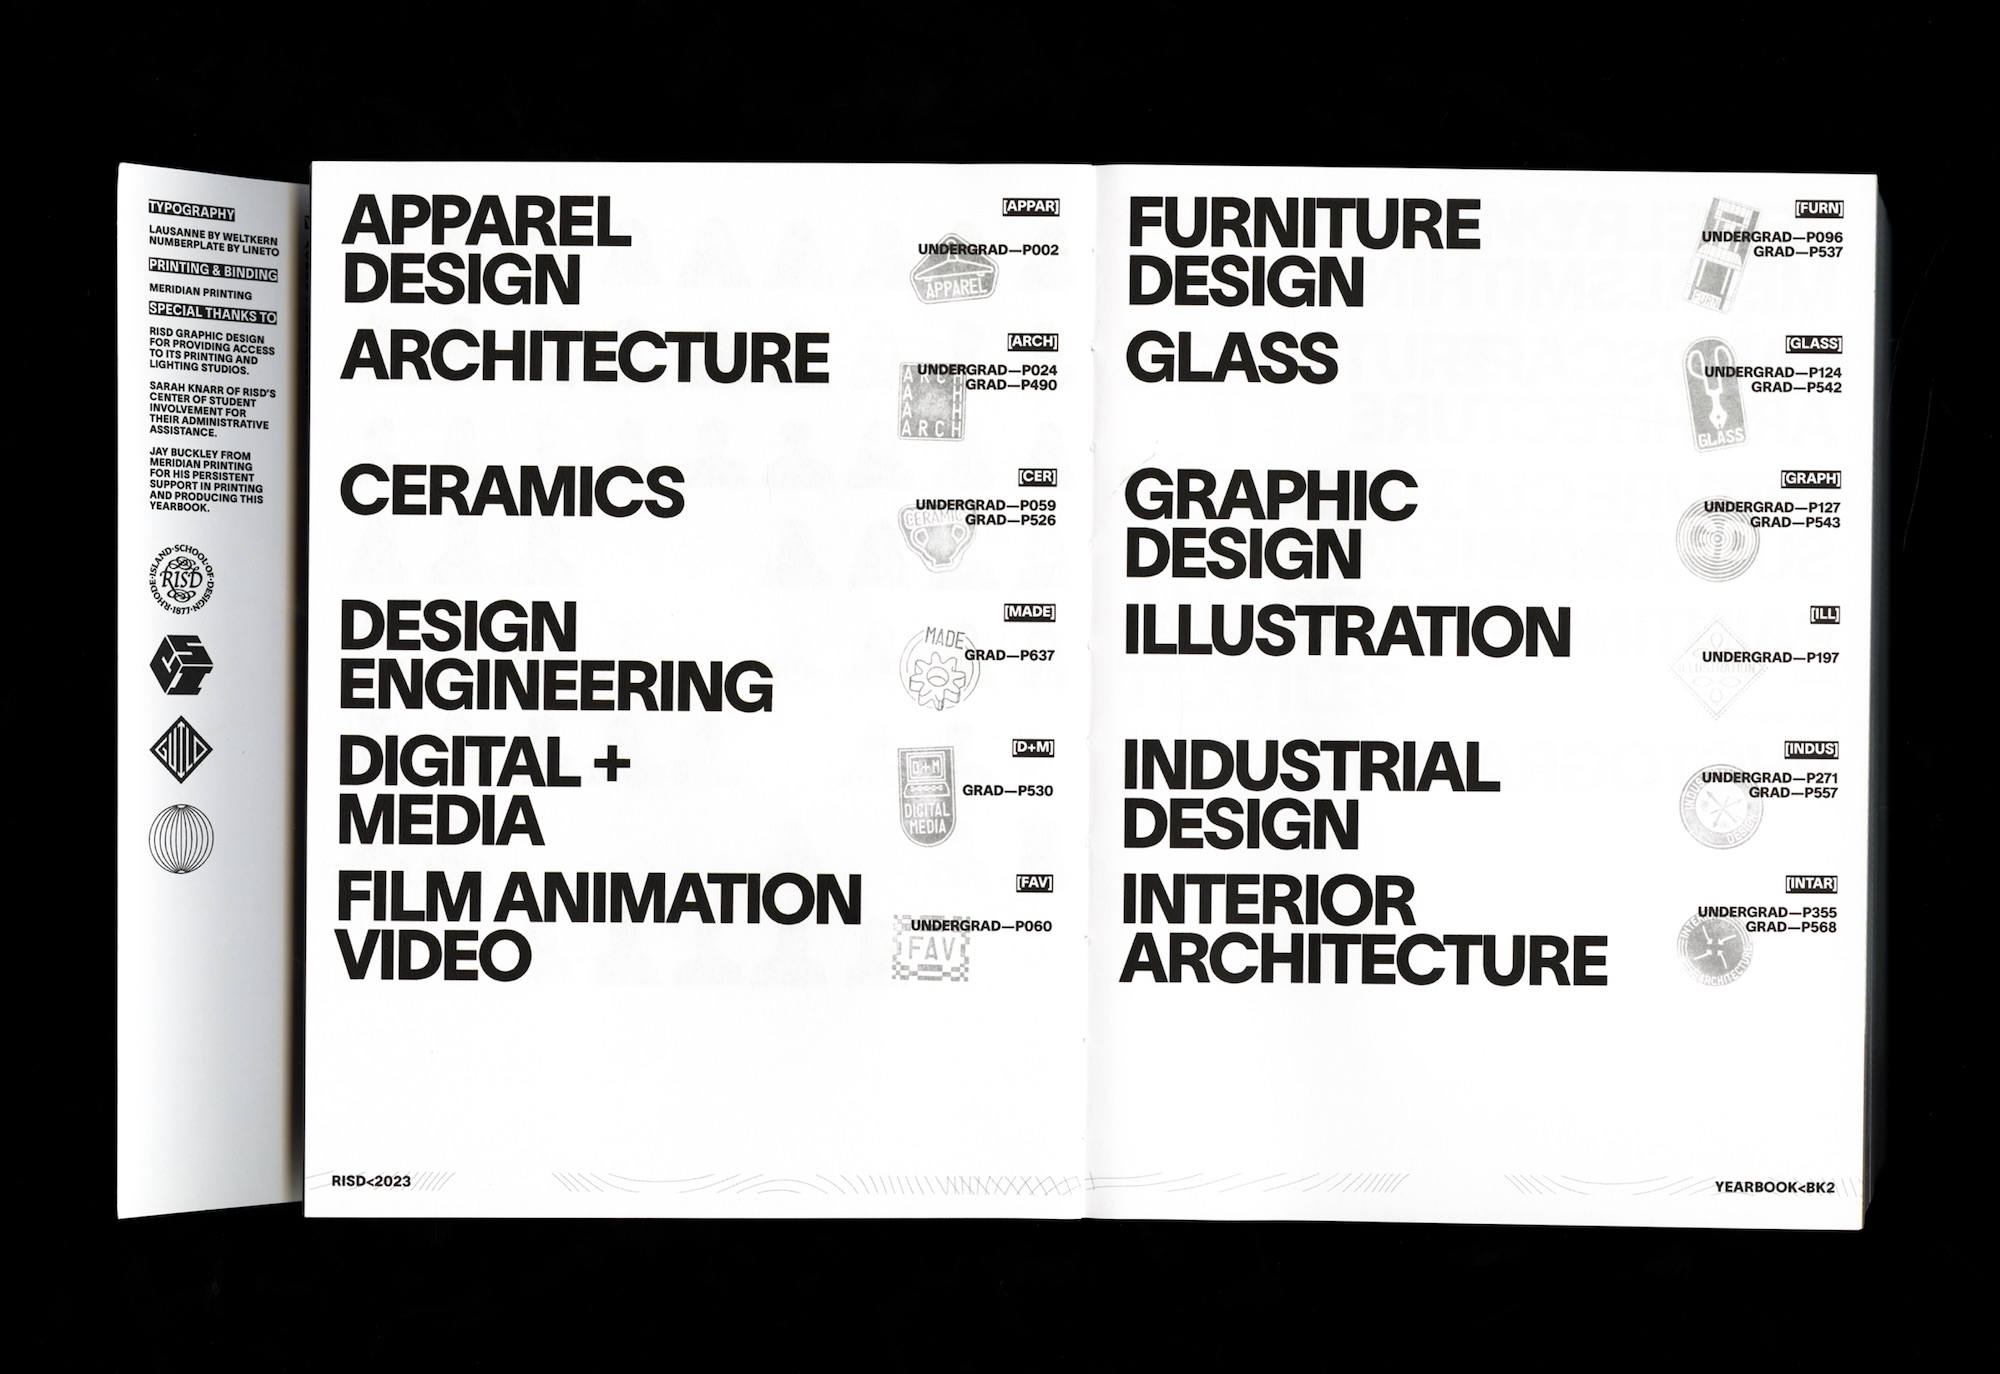 TYPOGRAPHY
LAUSANNE BY WELTKERN
NUMBERPLATE BY LINETO
PRINTING & BINDING
MERIDIAN PRINTING
SPECIAL THANKS TO
RISD GRAPHIC DESIGN
FOR PROVIDING ACCESS
TO ITS PRINTING AND
LIGHTING STUDIOS.
SARAH KNARR OF RISD'S
CENTER OF STUDENT
INVOLVEMENT FOR
THEIR ADMINISTRATIVE
ASSISTANCE.
JAY BUCKLEY FROM
MERIDIAN PRINTING
FOR HIS PERSISTENT
SUPPORT IN PRINTING
AND PRODUCING THIS
YEARBOOK.
RHODE·ISLAND·SCHOOL·OF·DESIGN·1877·
RISD
GUILD
APPAREL
DESIGN
[APPAR]
UNDERGRAD—P002
APPAREL
ARCHITECTURE
[ARCH]
UNDERGRAD—P024
GRAD—P490
ARCH
CERAMICS
[CER]
UNDERGRAD—P059
GRAD—P526
CERAMIC
DESIGN
ENGINEERING
[MADE]
MADE
GRAD—P637
DIGITAL +
MEDIA
[D+M]
D+M
GRAD—P530
DIGITAL
MEDIA
FILM ANIMATION
VIDEO
[FAV]
UNDERGRAD—P060
FAV
RISD<2023
FURNITURE
DESIGN
[FURN]
UNDERGRAD—P096
GRAD—P537
FURN
GLASS
[GLASS]
UNDERGRAD—P124
GRAD—P542
GLASS
GRAPHIC
DESIGN
[GRAPH]
UNDERGRAD—P127
GRAD—P543
ILLUSTRATION
[ILL]
UNDERGRAD—P197
ILLUSTRATION
INDUSTRIAL
DESIGN
[INDUS]
UNDERGRAD—P271
GRAD—P557
DESIGN
INTERIOR
ARCHITECTURE
[INTAR]
UNDERGRAD—P355
GRAD—P568
ARCHITECTURE
YEARBOOK<BK2